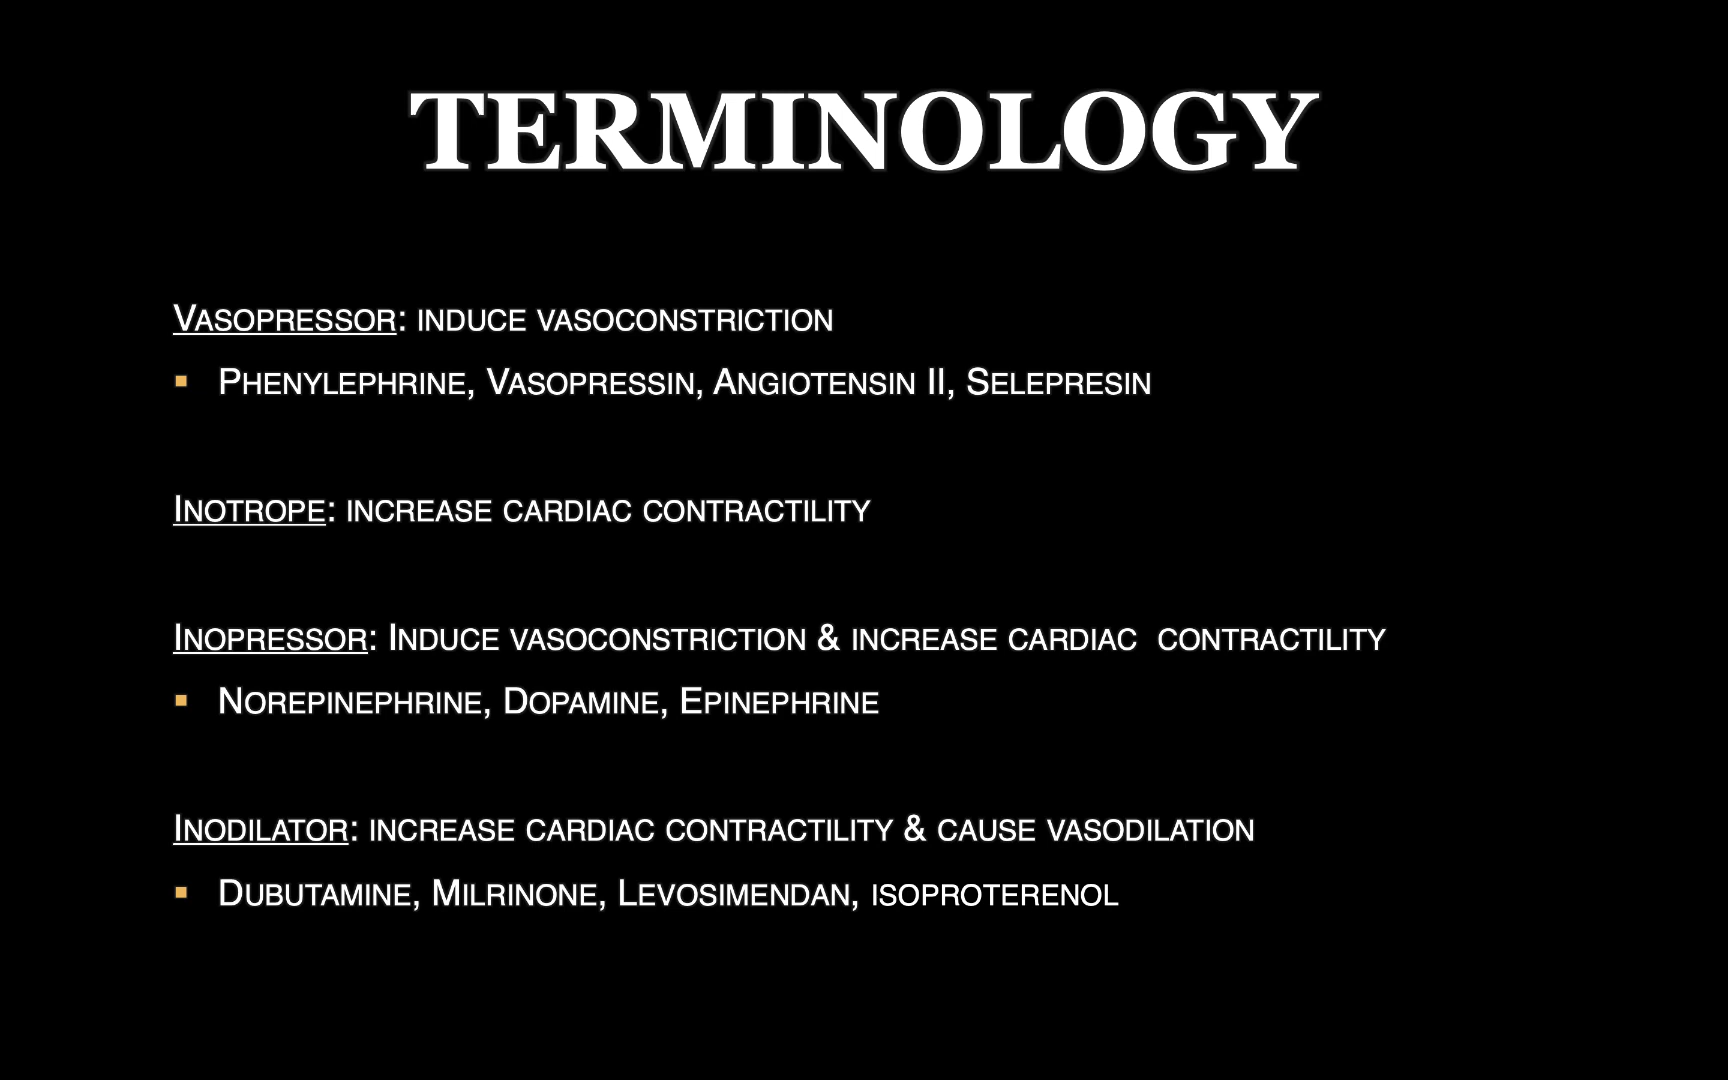 TERMINOLOGY
Vasopressor: induce vasoconstriction
▪ Phenylephrine, Vasopressin, Angiotensin II, Selepresin
Inotrope: increase cardiac contractility
Inopressor: Induce vasoconstriction & increase cardiac  contractility
▪ Norepinephrine, Dopamine, Epinephrine
Inodilator: increase cardiac contractility & cause vasodilation
▪ Dubutamine, Milrinone, Levosimendan, isoproterenol